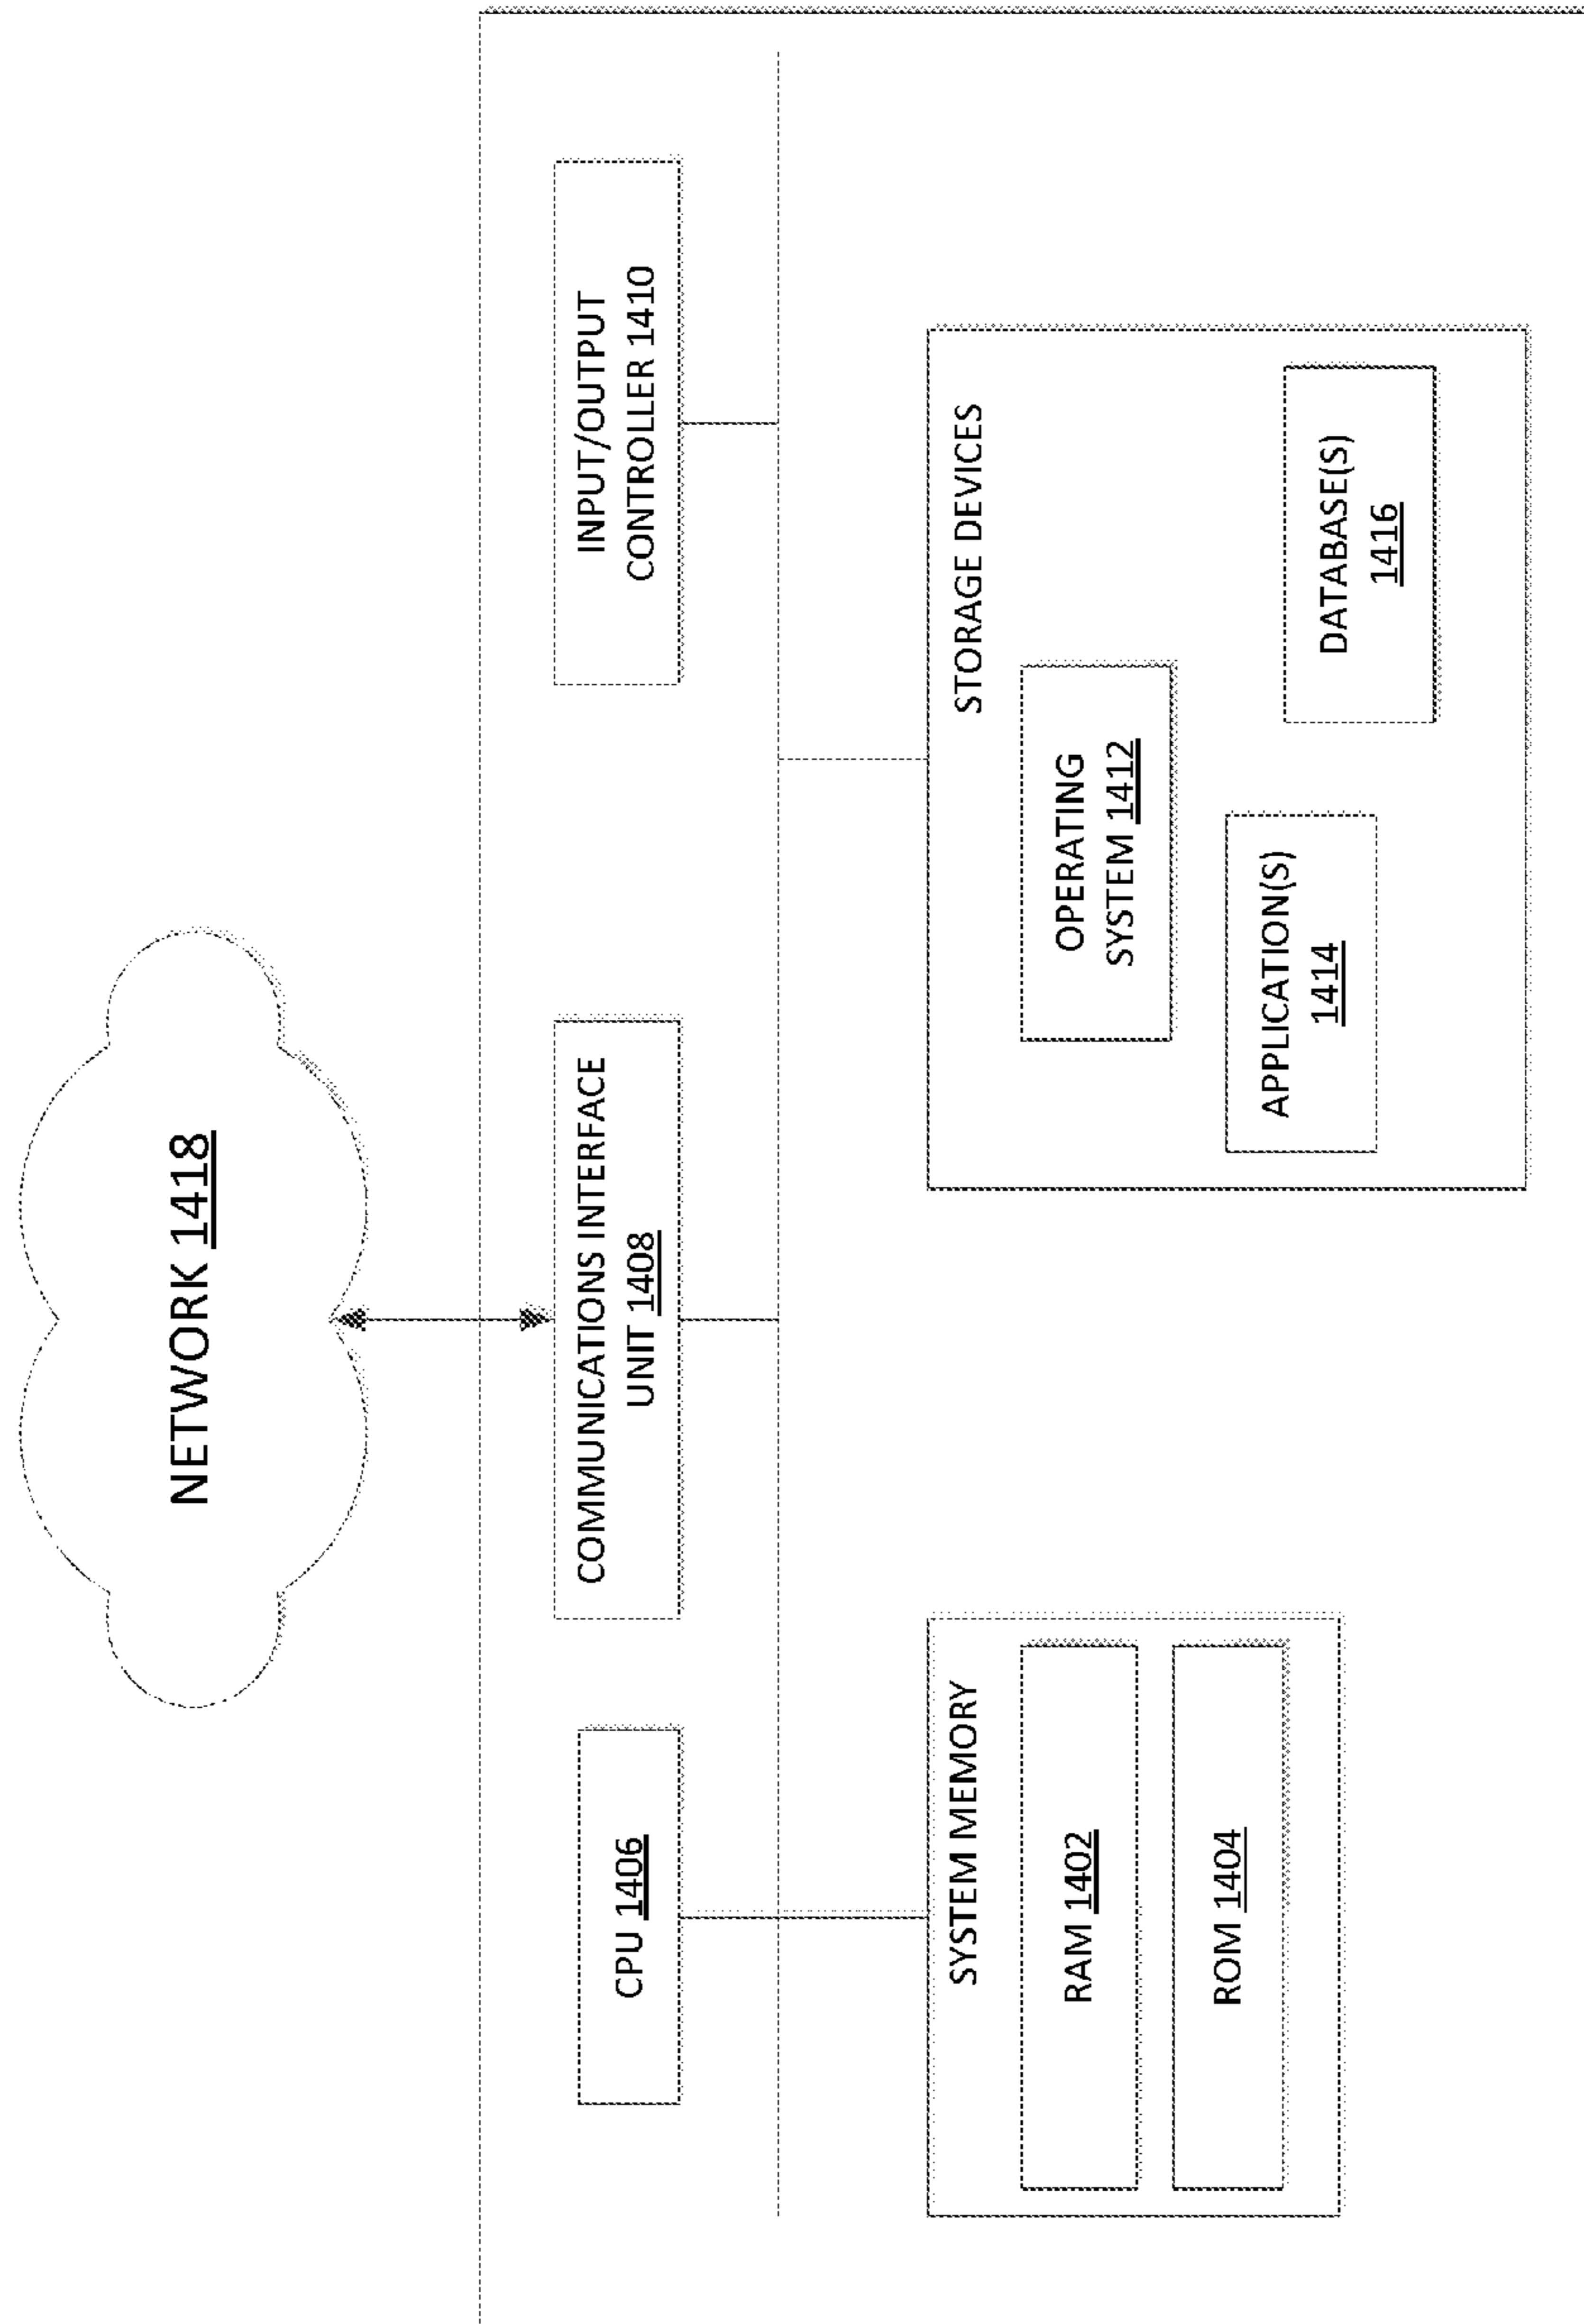 NETWORK 1418
CPU 1406
COMMUNICATIONS INTERFACE
UNIT 1408
INPUT/OUTPUT
CONTROLLER 1410
SYSTEM MEMORY
RAM 1402
ROM 1404
STORAGE DEVICES
OPERATING
SYSTEM 1412
APPLICATION(S)
1414
DATABASE(S)
1416